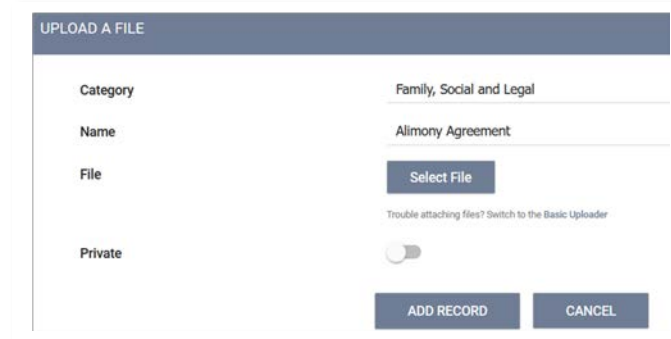 UPLOAD A FILE
Category Family, Social and Legal
Name Alimony Agreement
File Select File
Trouble attaching files? Switch to the Basic Uploader
Private
ADD RECORD CANCEL